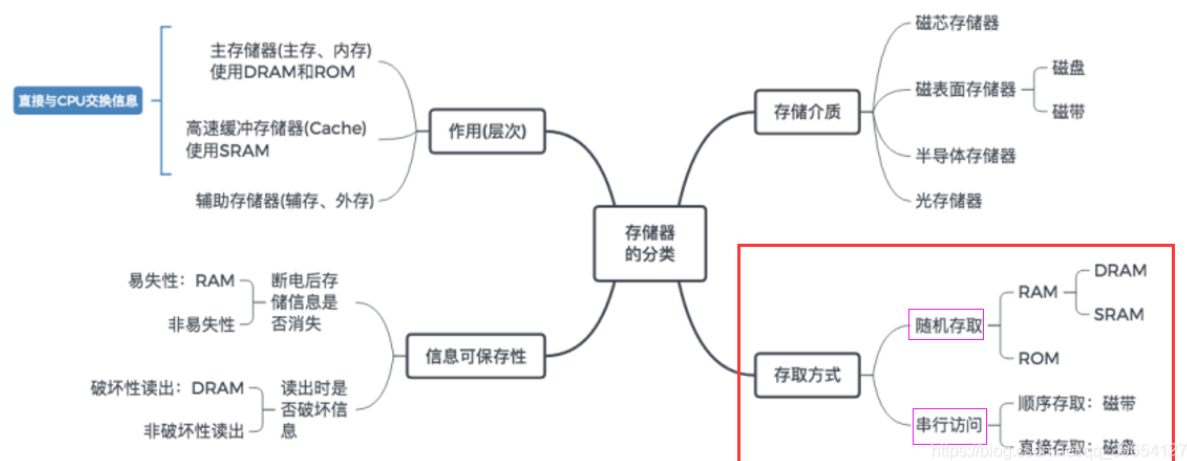 主存储器(主存、内存)
使用DRAM和ROM
直接与CPU交换信息
高速缓冲存储器(Cache)
使用SRAM
辅助存储器(辅存、外存)
作用(层次)
存储介质
磁芯存储器
磁表面存储器
磁盘
磁带
半导体存储器
光存储器
存储器
的分类
易失性：RAM
非易失性
断电后存
储信息是
否消失
信息可保存性
破坏性读出：DRAM
非破坏性读出
读出时是
否破坏信
息
存取方式
随机存取
RAM
DRAM
SRAM
ROM
串行访问
顺序存取：磁带
直接存取：磁盘